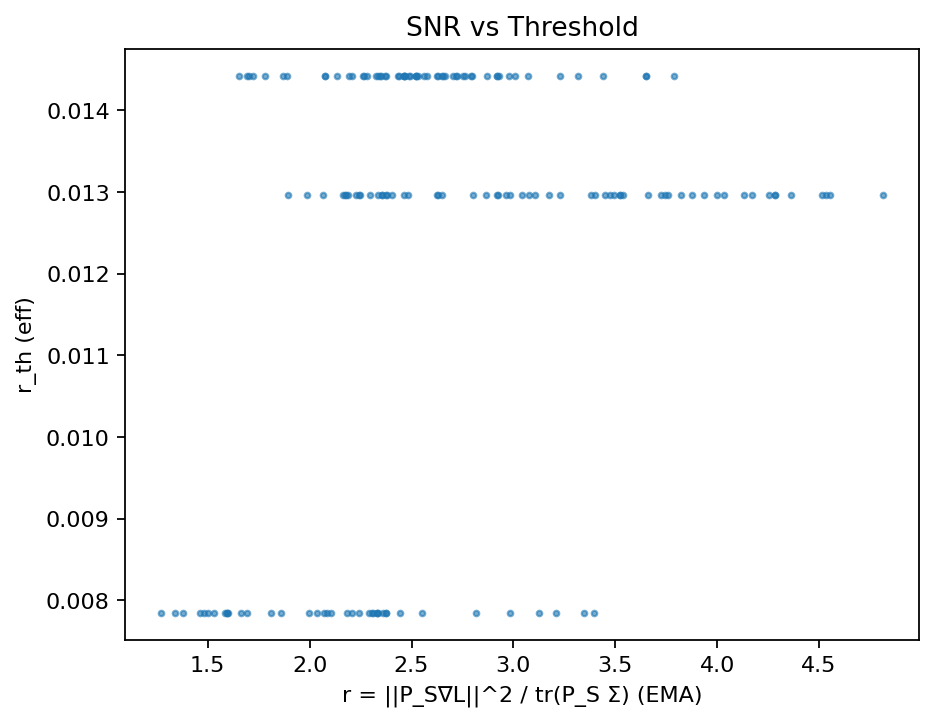 SNR vs Threshold
0.014
0.013
0.012
0.011
0.010
0.009
0.008
r_th (eff)
1.5 2.0 2.5 3.0 3.5 4.0 4.5
r = ||P_S∇L||^2 / tr(P_S Σ) (EMA)